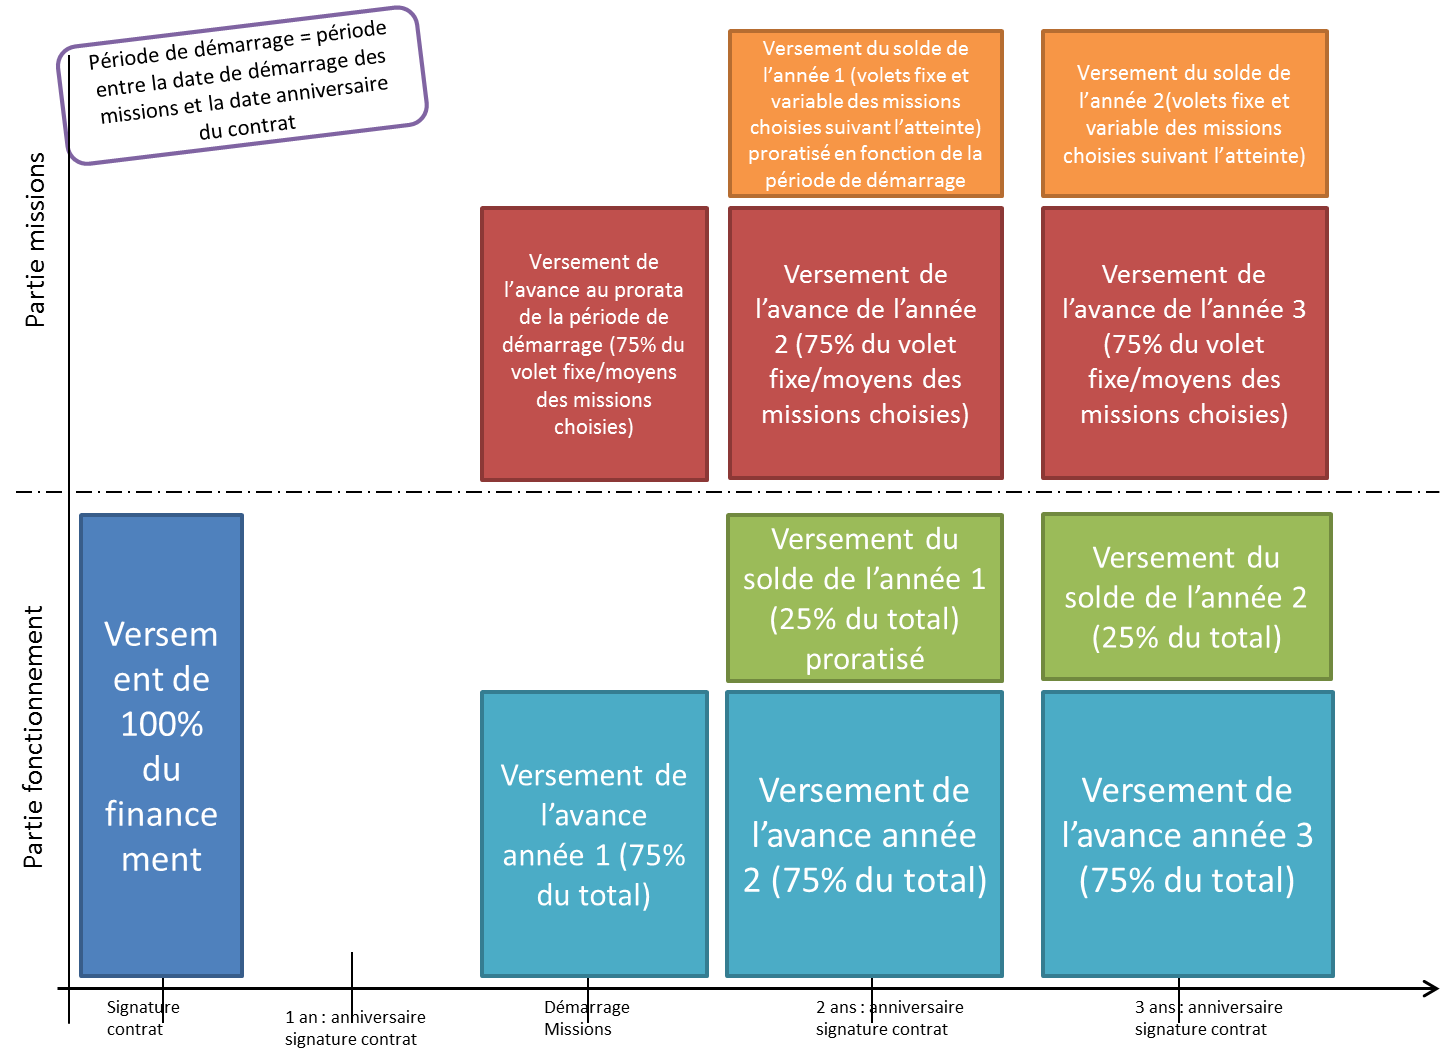 Période de démarrage = période
entre la date de démarrage des
missions et la date anniversaire
du contrat
Partie missions
Versement du solde de
l’année 1 (volets fixe et
variable des missions
choisies suivant l’atteinte)
proratisé en fonction de la
période de démarrage
Versement du solde de
l’année 2(volets fixe et
variable des missions
choisies suivant l’atteinte)
Versement de
l’avance au prorata
de la période de
démarrage (75% du
volet fixe/moyens
des missions
choisies)
Versement de
l’avance de l’année
2 (75% du volet
fixe/moyens des
missions choisies)
Versement de
l’avance de l’année 3
(75% du volet
fixe/moyens des
missions choisies)
Partie fonctionnement
Versem
ent de
100%
du
finance
ment
Versement du
solde de l’année 1
(25% du total)
proratisé
Versement du
solde de l’année 2
(25% du total)
Versement de
l’avance
année 1 (75%
du total)
Versement de
l’avance année
2 (75% du total)
Versement de
l’avance année 3
(75% du total)
Signature
contrat
1 an : anniversaire
signature contrat
Démarrage
Missions
2 ans : anniversaire
signature contrat
3 ans : anniversaire
signature contrat